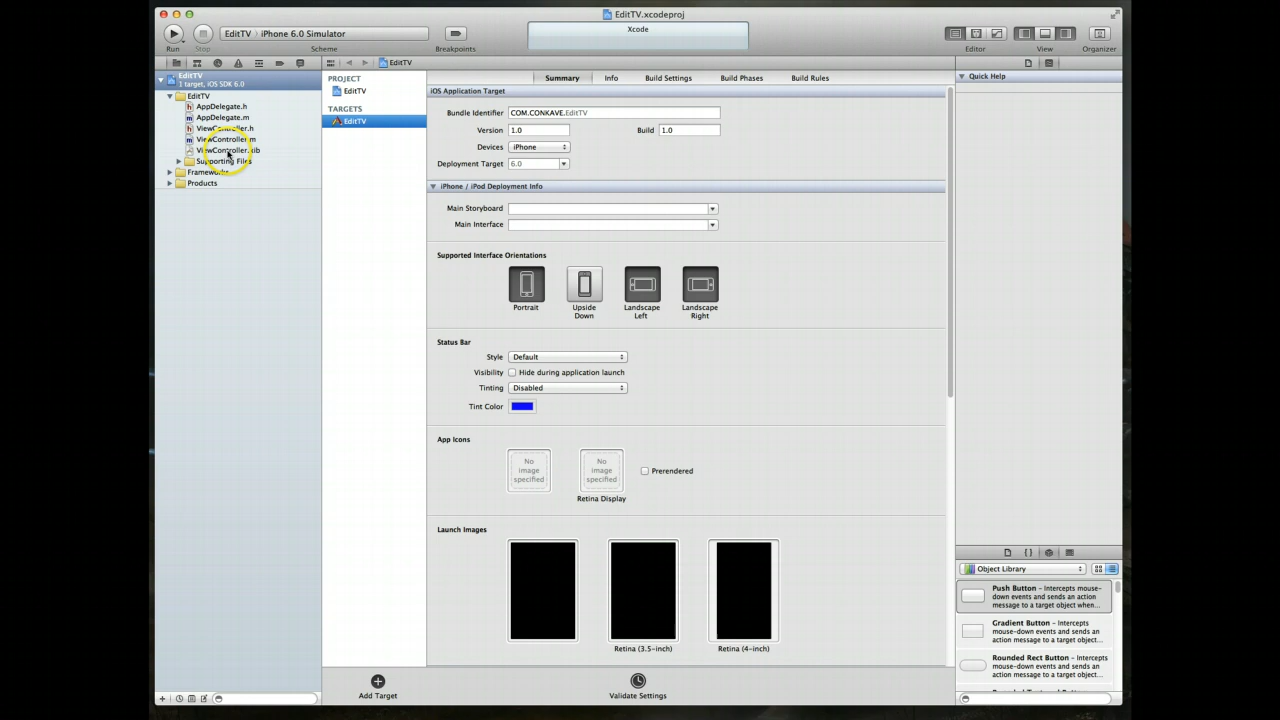 EditTV.xcodeproj
Run
Stop
EditTV 〉 iPhone 6.0 Simulator
Scheme
Breakpoints
Xcode
Editor
View
Organizer
EditTV
1 target, iOS SDK 6.0
EditTV
AppDelegate.h
AppDelegate.m
ViewController.h
ViewController.m
ViewController.xib
Supporting Files
Frameworks
Products
EditTV
PROJECT
EditTV
TARGETS
EditTV
Summary
Info
Build Settings
Build Phases
Build Rules
iOS Application Target
Bundle Identifier
COM.CONKAVE.EditTV
Version
1.0
Build
1.0
Devices
iPhone
Deployment Target
6.0
iPhone / iPod Deployment Info
Main Storyboard
Main Interface
Supported Interface Orientations
Portrait
Upside
Down
Landscape
Left
Landscape
Right
Status Bar
Style
Default
Visibility
Hide during application launch
Tinting
Disabled
Tint Color
App Icons
No
image
specified
No
image
specified
Prerendered
Retina Display
Launch Images
Retina (3.5-inch)
Retina (4-inch)
Add Target
Validate Settings
Quick Help
{ }
Object Library
Push Button – Intercepts mouse-
down events and sends an action
message to a target object when...
Gradient Button – Intercepts
mouse-down events and sends an
action message to a target object...
Rounded Rect Button – Intercepts
mouse-down events and sends an
action message to a target object...